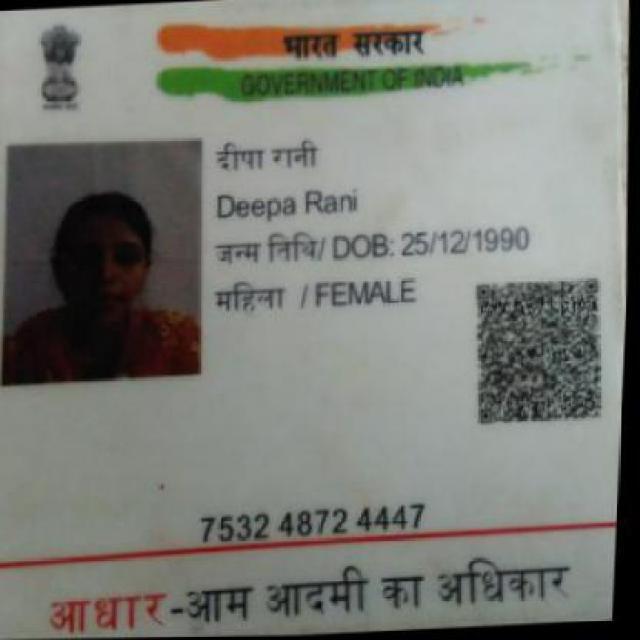 भारत सरकार
GOVERNMENT OF INDIA
दीपा रानी
Deepa Rani
जन्म तिथि/ DOB: 25/12/1990
महिला / FEMALE
7532 4872 4447
आधार-आम आदमी का अधिकार